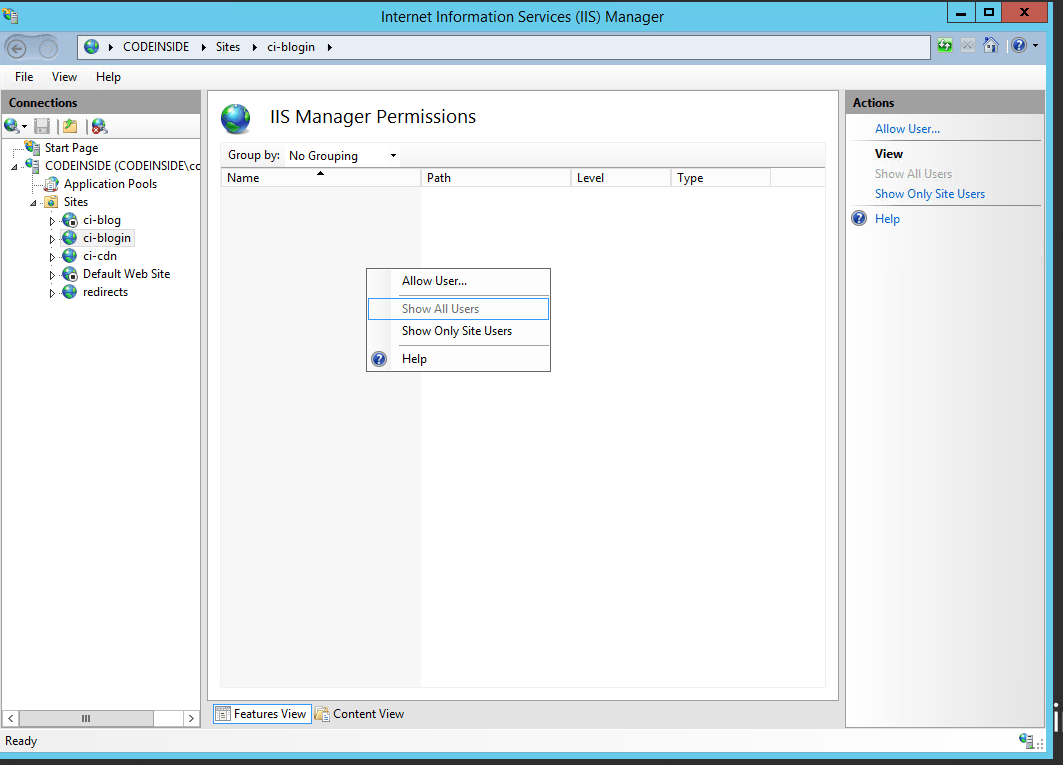 Internet Information Services (IIS) Manager
CODEINSIDE Sites ci-blogin
File View Help
Connections
Start Page
CODEINSIDE (CODEINSIDE\co
Application Pools
Sites
ci-blog
ci-blogin
ci-cdn
Default Web Site
redirects
IIS Manager Permissions
Group by: No Grouping
Name Path Level Type
Allow User...
Show All Users
Show Only Site Users
Help
Features View Content View
Actions
Allow User...
View
Show All Users
Show Only Site Users
Help
Ready